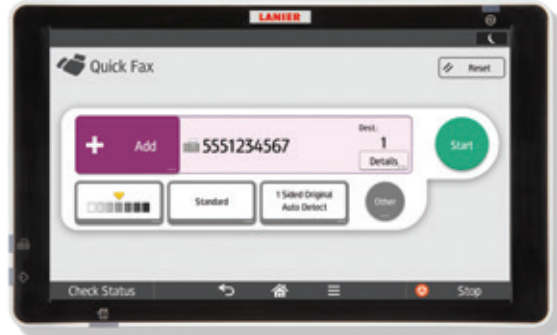 LANIER
Quick Fax
Reset
Add
5551234567
Dest.
1
Details
Start
Standard
1 Sided Original
Auto Detect
Other
Check Status
Stop